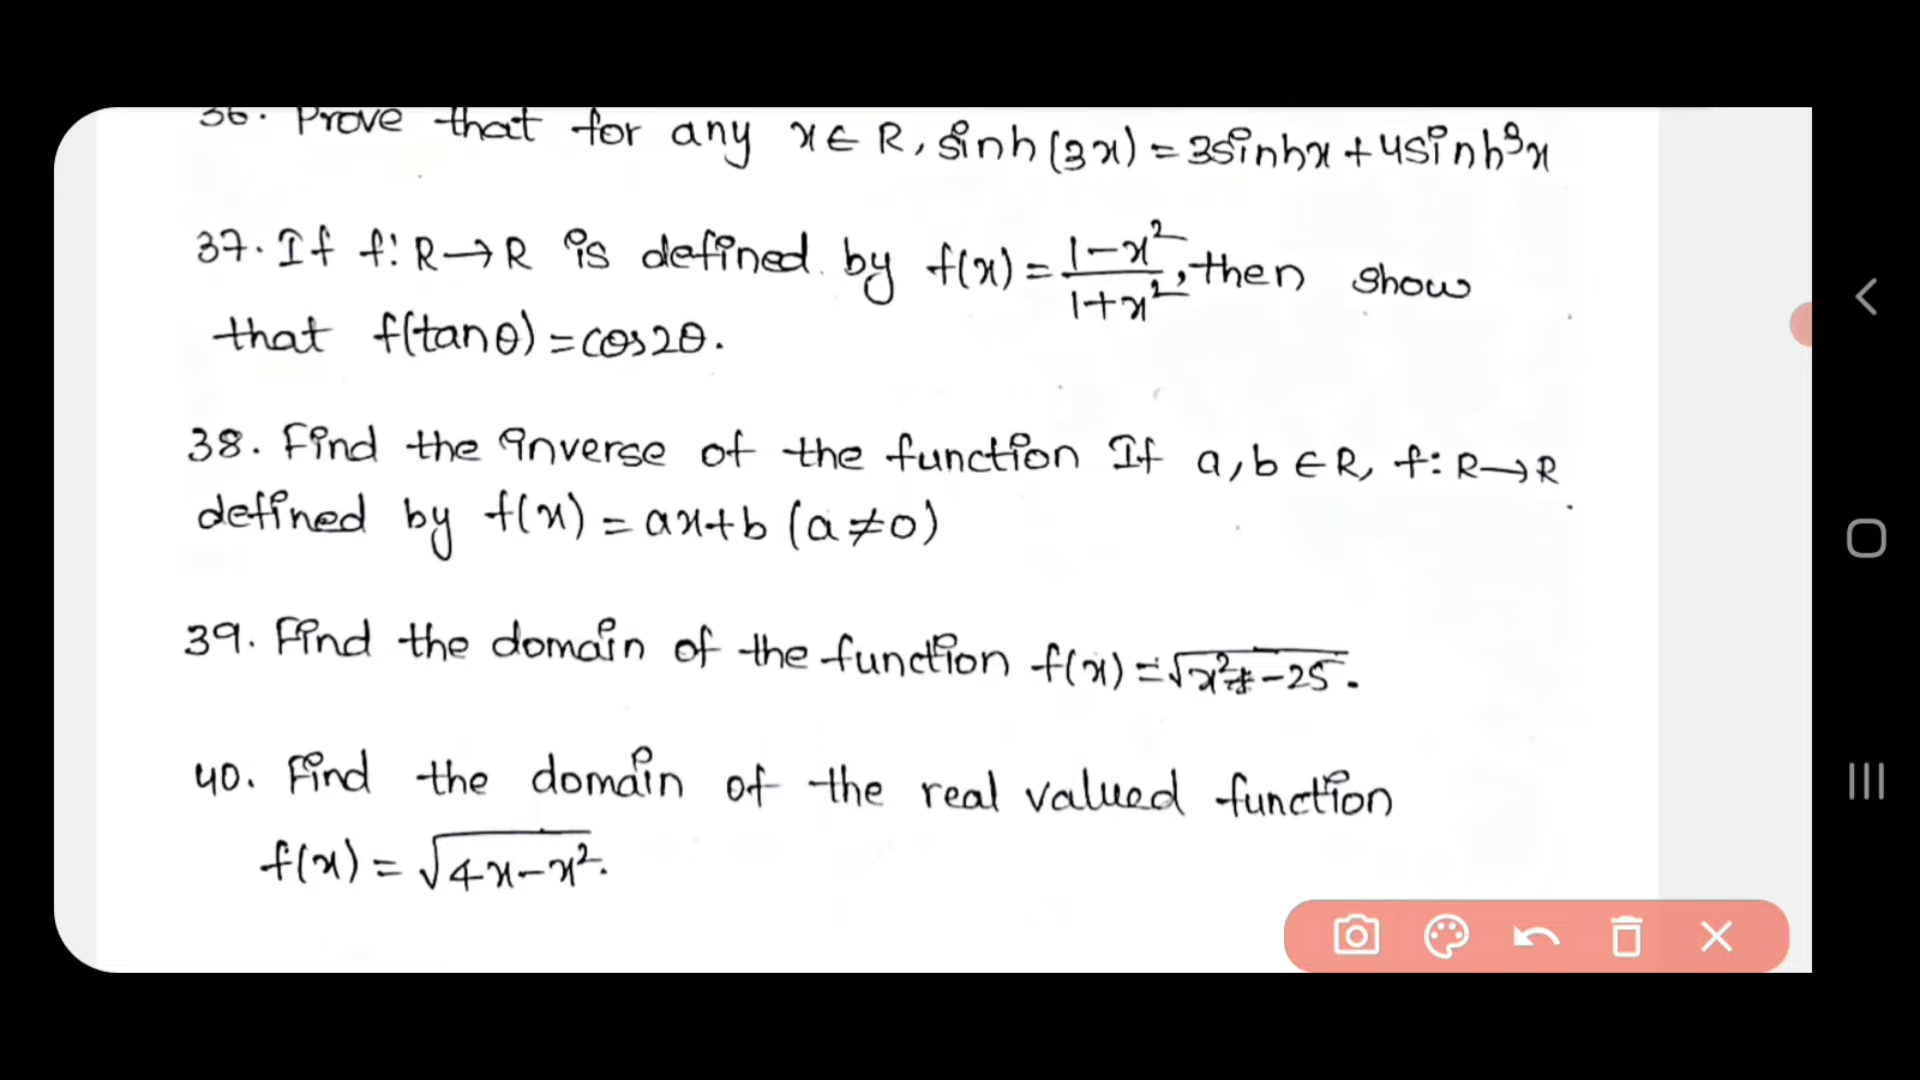 36. Prove that for any x∈R, sinh(3x)=3sinhx+4sinh³x
37. If f: R→R is defined by f(x)=(1-x²)/(1+x²), then show
that f(tanθ)=cos2θ.
38. Find the inverse of the function If a,b∈R, f: R→R
defined by f(x)=ax+b (a≠0)
39. Find the domain of the function f(x)=√(x²-25).
40. Find the domain of the real valued function
f(x)=√(4x-x²).